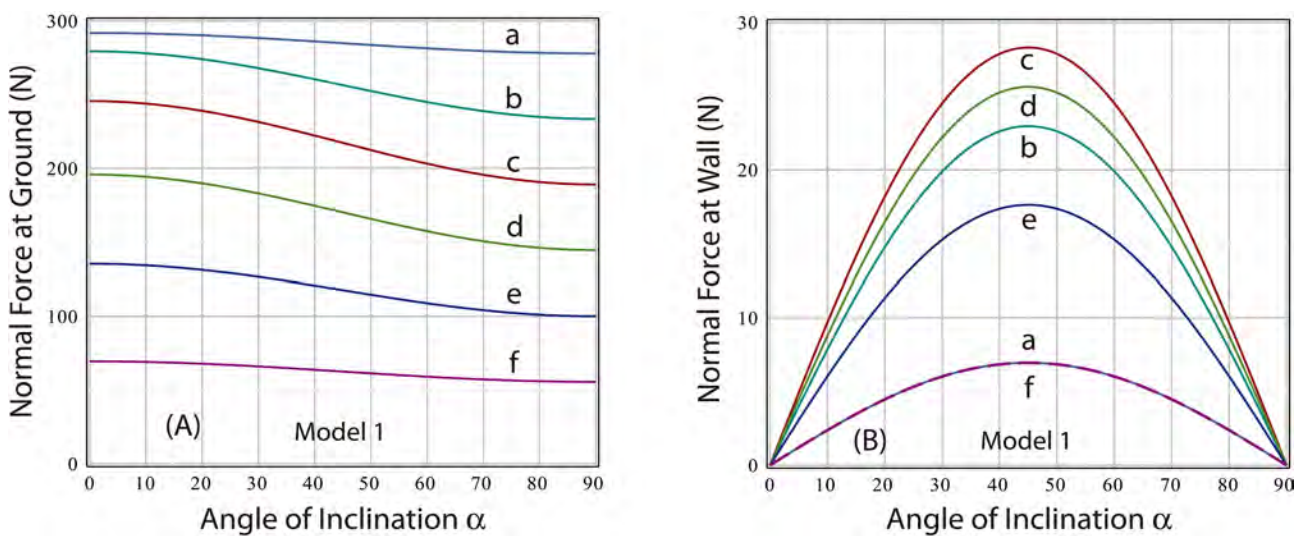 Normal Force at Ground (N)
300
200
100
0
a
b
c
d
e
f
(A) Model 1
0 10 20 30 40 50 60 70 80 90
Angle of Inclination α
Normal Force at Wall (N)
30
20
10
0
c
d
b
e
a
f
(B) Model 1
0 10 20 30 40 50 60 70 80 90
Angle of Inclination α